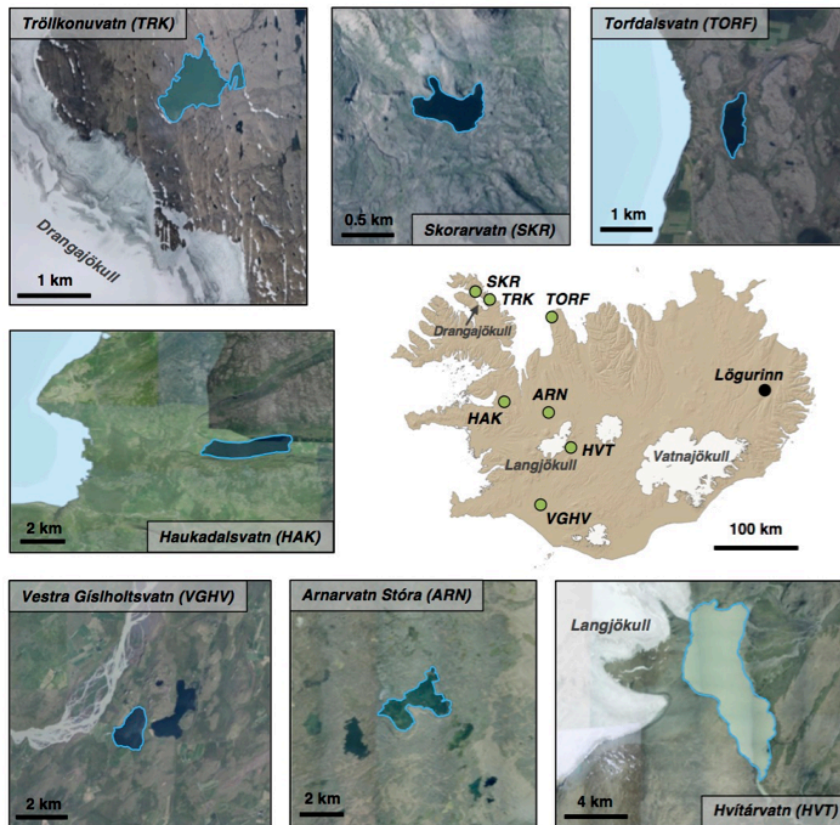 Tröllkonuvatn (TRK)
Drangajökull
1 km
0.5 km
Skorarvatn (SKR)
Torfdalsvatn (TORF)
1 km
2 km
Haukadalsvatn (HAK)
SKR
TRK
TORF
Drangajökull
Lögurinn
ARN
HAK
HVT
Langjökull
Vatnajökull
VGHV
100 km
Vestra Gíslholtsvatn (VGHV)
2 km
Arnarvatn Stóra (ARN)
2 km
Langjökull
4 km
Hvítárvatn (HVT)